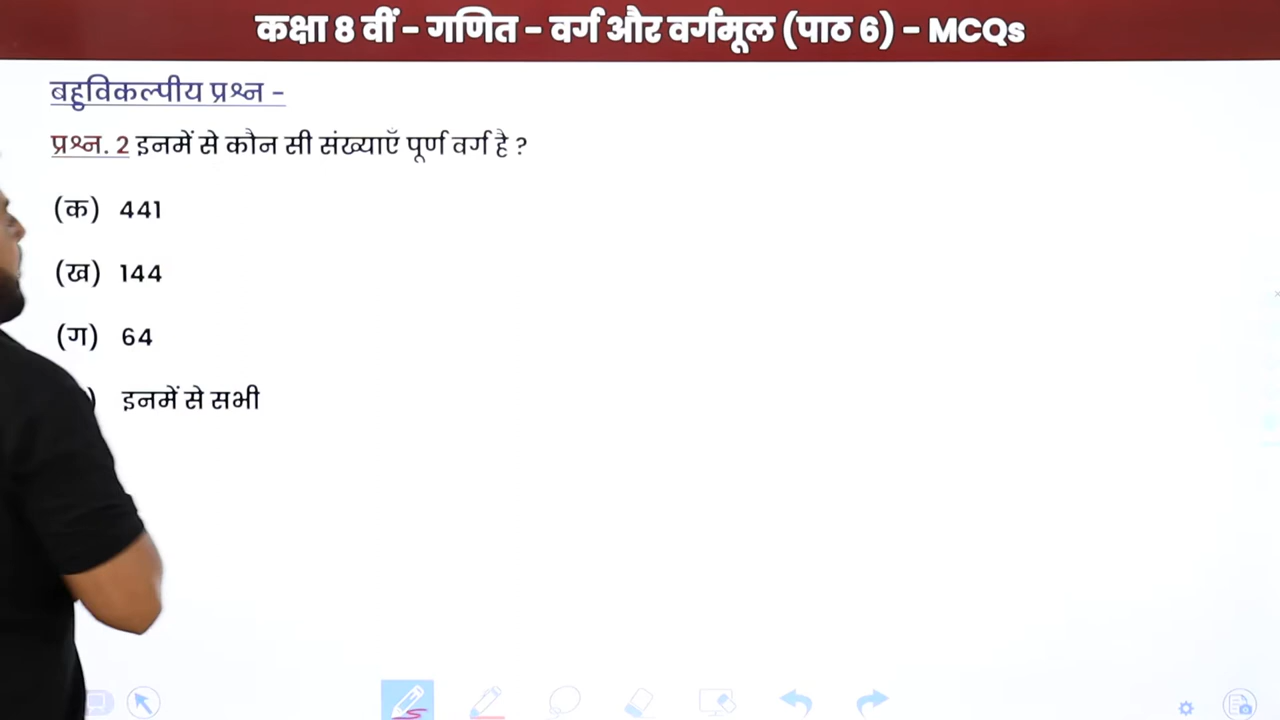 कक्षा 8 वीं - गणित - वर्ग और वर्गमूल (पाठ 6) - MCQs
बहुविकल्पीय प्रश्न -
प्रश्न. 2 इनमें से कौन सी संख्याएँ पूर्ण वर्ग है ?
(क) 441
(ख) 144
(ग) 64
) इनमें से सभी